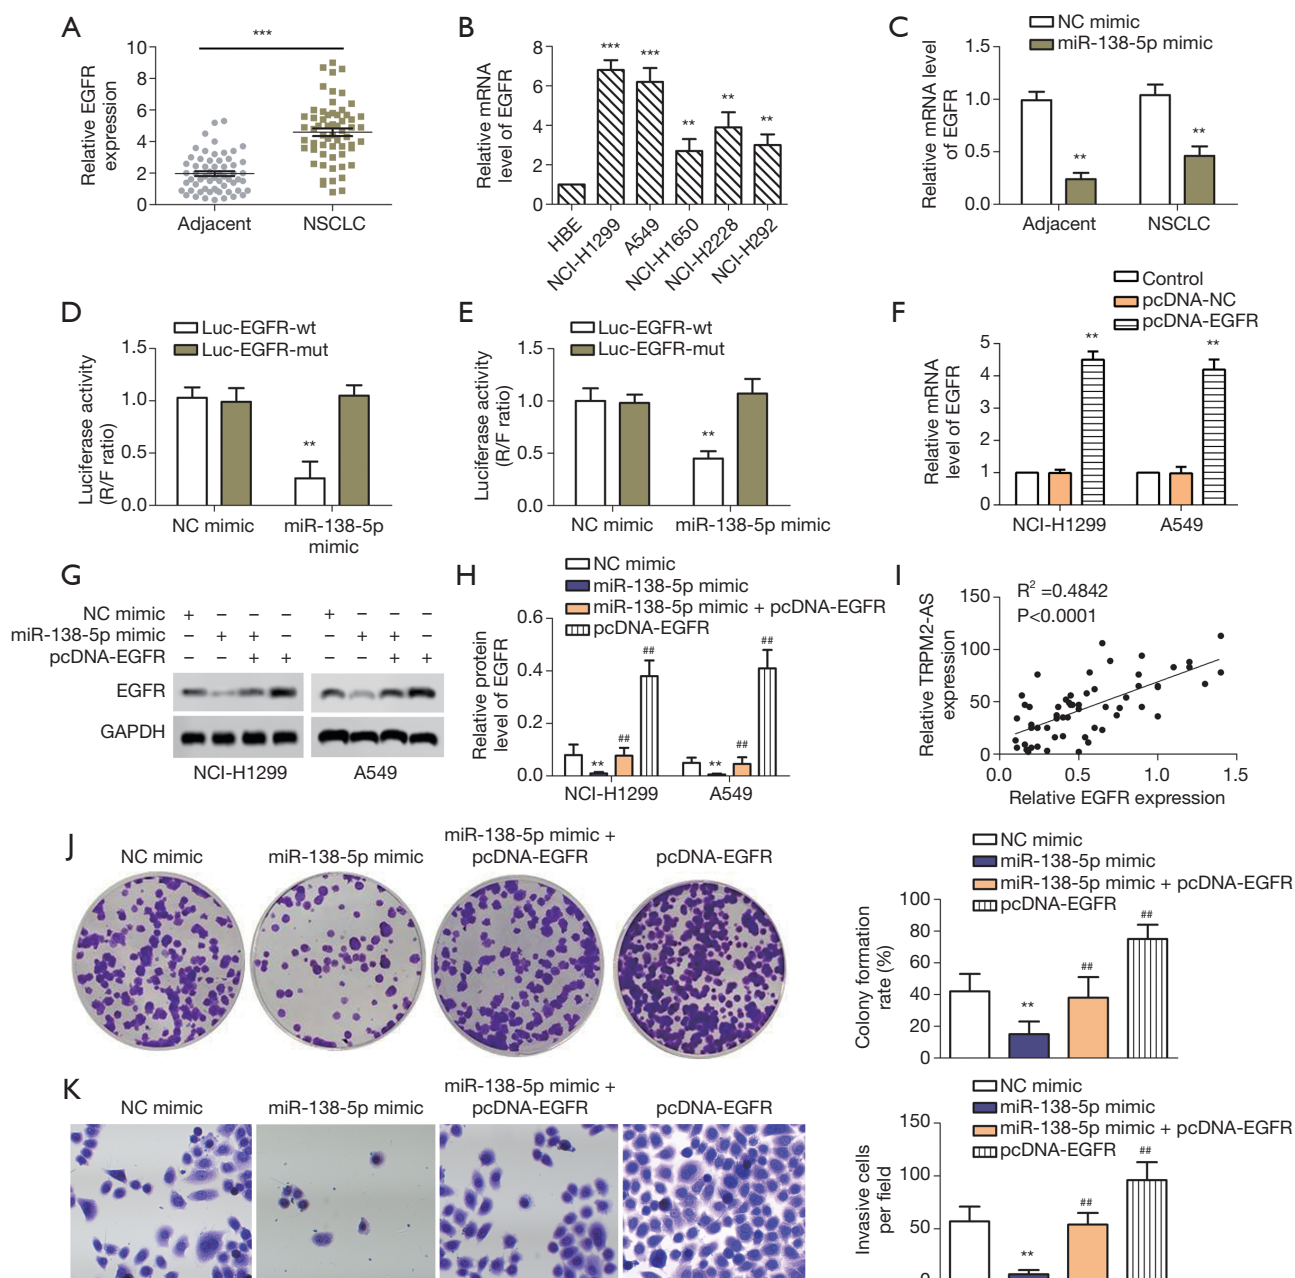 A
***
Relative EGFR
expression
10
8
6
4
2
0
Adjacent
NSCLC
B
Relative mRNA
level of EGFR
8
6
4
2
0
***
***
**
**
**
HBE
NCI-H1299
A549
NCI-H1650
NCI-H2228
NCI-H292
C
NC mimic
miR-138-5p mimic
Relative mRNA level
of EGFR
1.5
1.0
0.5
0.0
**
**
Adjacent
NSCLC
D
Luc-EGFR-wt
Luc-EGFR-mut
Luciferase activity
(R/F ratio)
1.5
1.0
0.5
0.0
**
NC mimic
miR-138-5p
mimic
E
Luc-EGFR-wt
Luc-EGFR-mut
Luciferase activity
(R/F ratio)
1.5
1.0
0.5
0.0
**
NC mimic
miR-138-5p mimic
F
Control
pcDNA-NC
pcDNA-EGFR
Relative mRNA
level of EGFR
5
4
3
2
1
0
**
**
NCI-H1299
A549
G
NC mimic + − − − + − − −
miR-138-5p mimic − + + − − + + −
pcDNA-EGFR − − + + − − + +
EGFR
GAPDH
NCI-H1299
A549
H
NC mimic
miR-138-5p mimic
miR-138-5p mimic + pcDNA-EGFR
pcDNA-EGFR
Relative protein
level of EGFR
0.6
0.4
0.2
0.0
**
##
##
**
##
##
NCI-H1299
A549
I
R2 =0.4842
P<0.0001
Relative TRPM2-AS
expression
150
100
50
0
0.0
0.5
1.0
1.5
Relative EGFR expression
J
NC mimic
miR-138-5p mimic
miR-138-5p mimic +
pcDNA-EGFR
pcDNA-EGFR
NC mimic
miR-138-5p mimic
miR-138-5p mimic + pcDNA-EGFR
pcDNA-EGFR
Colony formation
rate (%)
100
80
60
40
20
0
**
##
##
K
NC mimic
miR-138-5p mimic
miR-138-5p mimic +
pcDNA-EGFR
pcDNA-EGFR
NC mimic
miR-138-5p mimic
miR-138-5p mimic + pcDNA-EGFR
pcDNA-EGFR
Invasive cells
per field
150
100
50
0
**
##
##